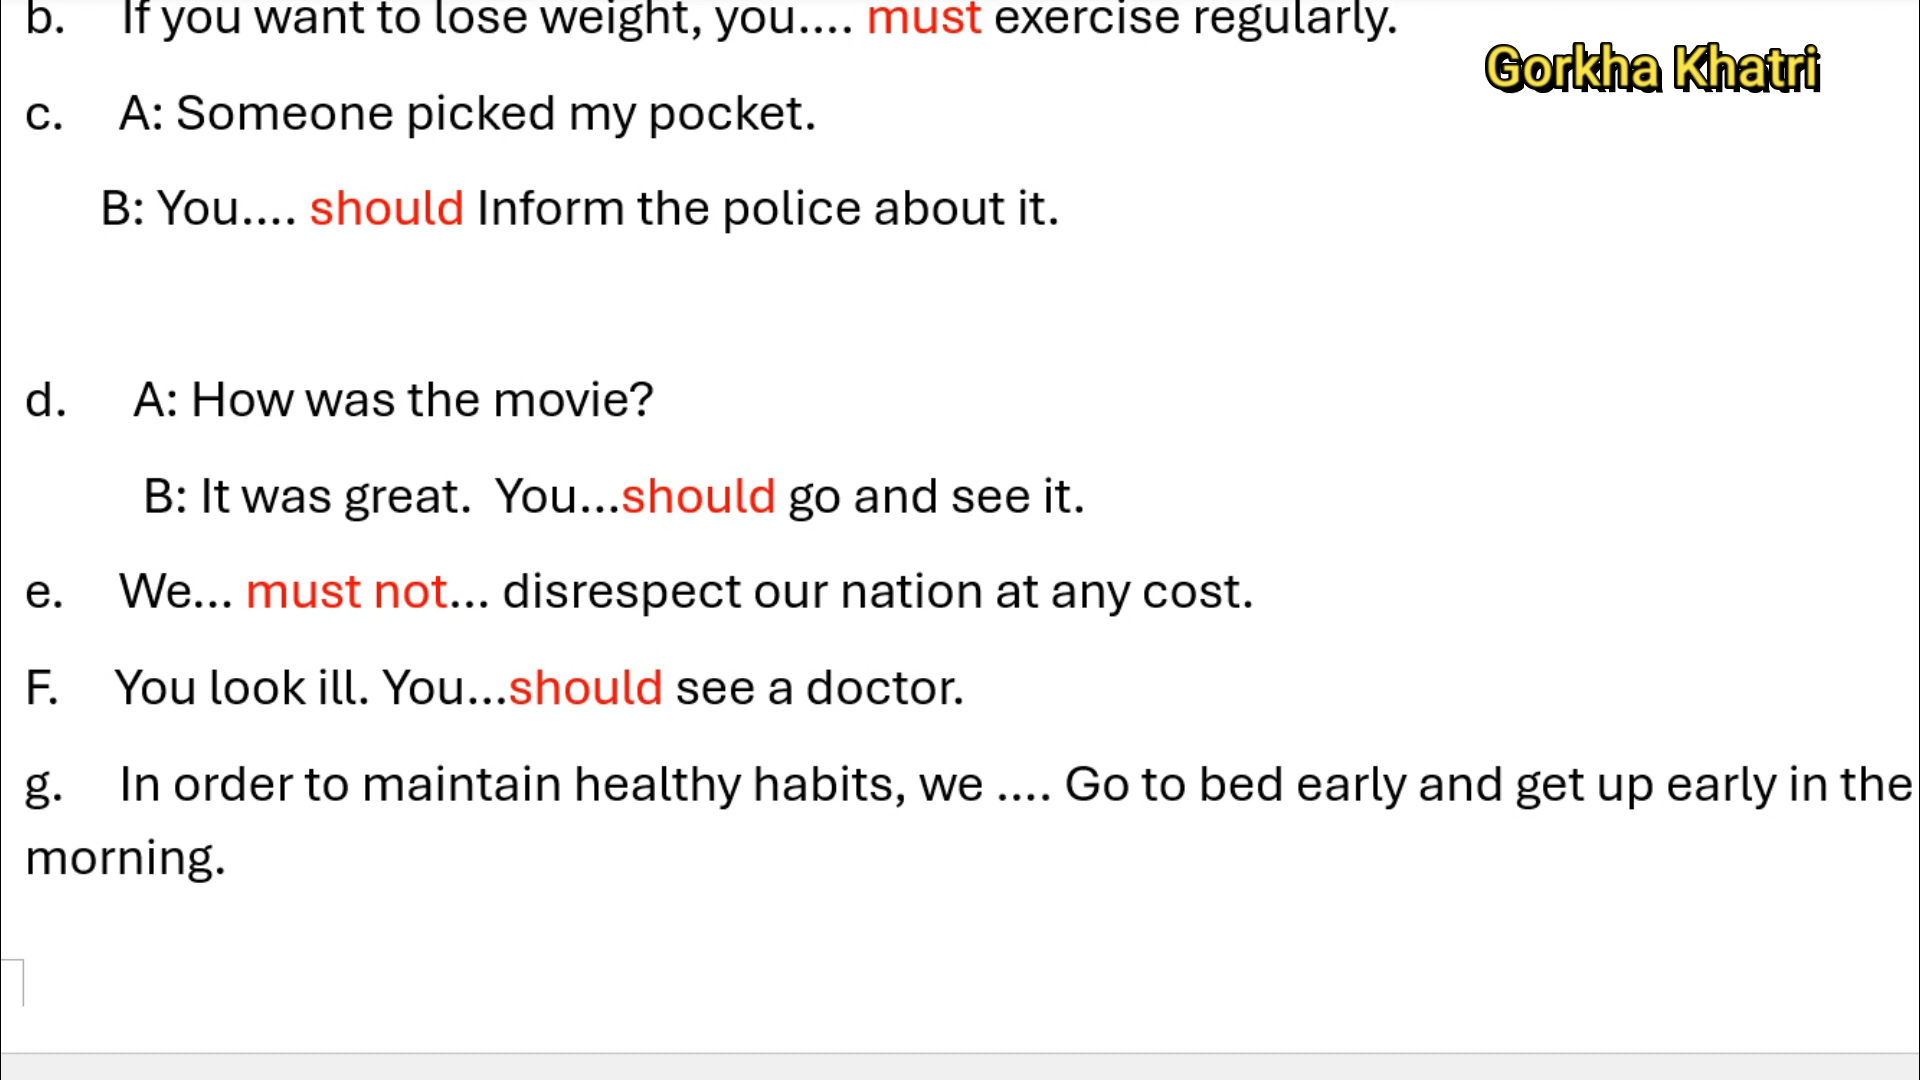 b. If you want to lose weight, you.... must exercise regularly.
Gorkha Khatri
c. A: Someone picked my pocket.
B: You.... should Inform the police about it.
d. A: How was the movie?
B: It was great. You...should go and see it.
e. We... must not... disrespect our nation at any cost.
F. You look ill. You...should see a doctor.
g. In order to maintain healthy habits, we .... Go to bed early and get up early in the
morning.